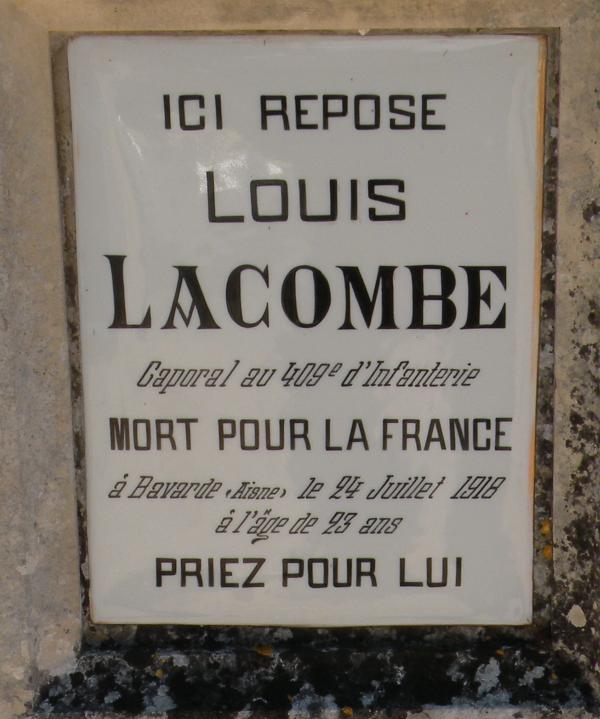 ICI REPOSE
LOUIS
LACOMBE
Caporal au 409e d'Infanterie
MORT POUR LA FRANCE
à Bavarde (Aisne) le 24 Juillet 1918
à l'âge de 23 ans
PRIEZ POUR LUI